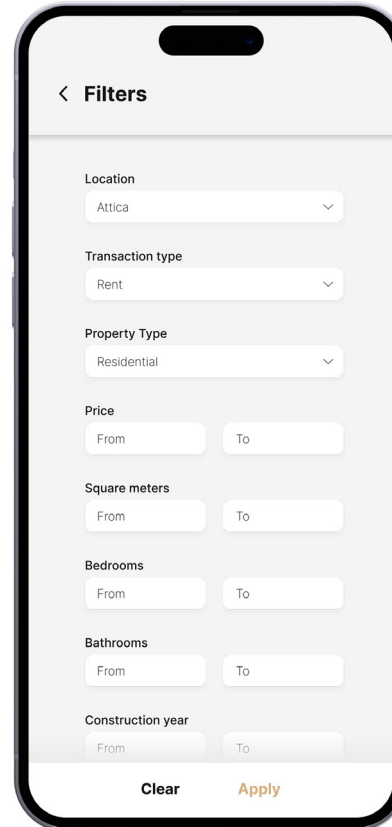 Filters
Location
Attica
Transaction type
Rent
Property Type
Residential
Price
From To
Square meters
From To
Bedrooms
From To
Bathrooms
From To
Construction year
From To
Clear Apply